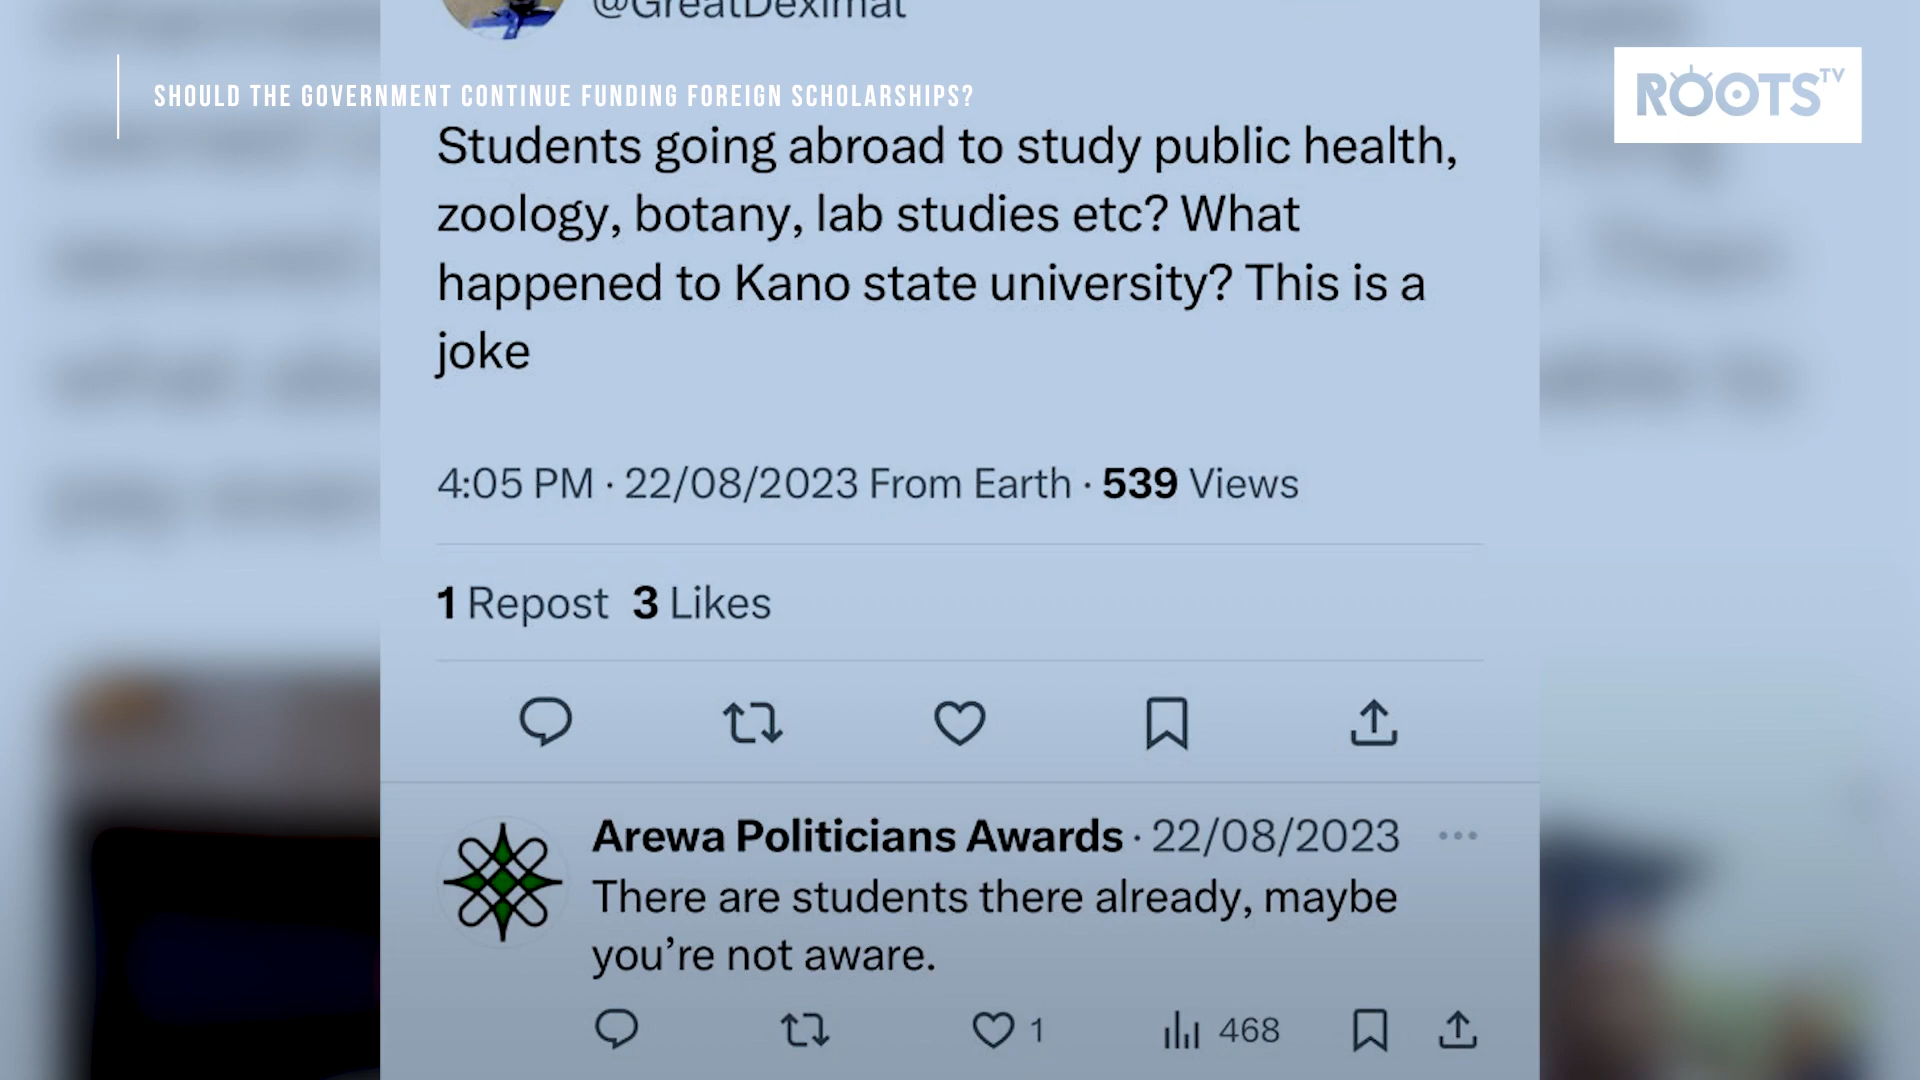 @GreatDeximal
SHOULD THE GOVERNMENT CONTINUE FUNDING FOREIGN SCHOLARSHIPS?
ROOTS TV
Students going abroad to study public health,
zoology, botany, lab studies etc? What
happened to Kano state university? This is a
joke
4:05 PM · 22/08/2023 From Earth · 539 Views
1 Repost 3 Likes
Arewa Politicians Awards · 22/08/2023 ···
There are students there already, maybe
you’re not aware.
1 468